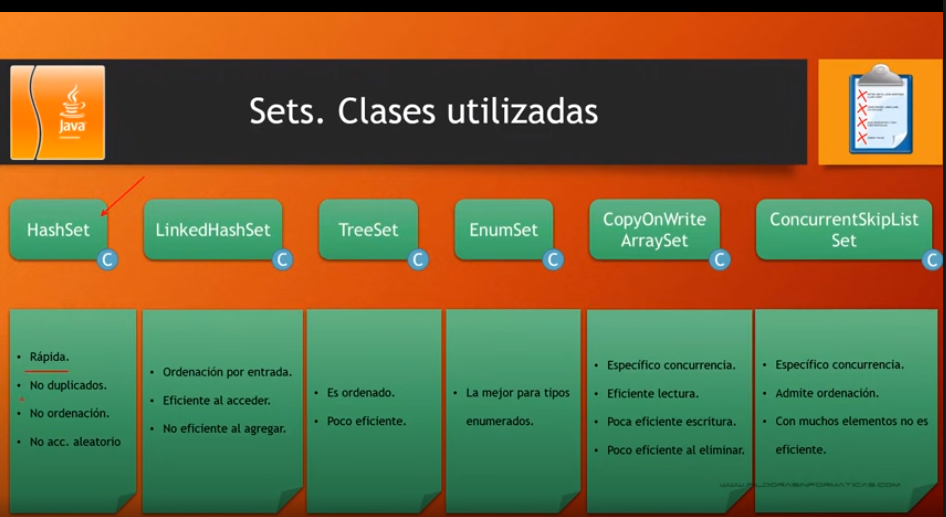 Java
Sets. Clases utilizadas
HashSet
C
LinkedHashSet
C
TreeSet
C
EnumSet
C
CopyOnWrite
ArraySet
C
ConcurrentSkipList
Set
C
• Rápida.
• No duplicados.
• No ordenación.
• No acc. aleatorio
• Ordenación por entrada.
• Eficiente al acceder.
• No eficiente al agregar.
• Es ordenado.
• Poco eficiente.
• La mejor para tipos
enumerados.
• Específico concurrencia.
• Eficiente lectura.
• Poca eficiente escritura.
• Poco eficiente al eliminar.
• Específico concurrencia.
• Admite ordenación.
• Con muchos elementos no es
eficiente.
WWW.PILDORASINFORMATICAS.COM